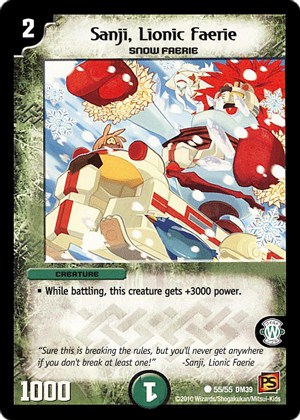 2
Sanji, Lionic Faerie
SNOW FAERIE
CREATURE
▪ While battling, this creature gets +3000 power.
"Sure this is breaking the rules, but you'll never get anywhere
if you don't break at least one!"    -Sanji, Lionic Faerie
1000
1
55/55 DM39
©2010 Wizards/Shogakukan/Mitsui-Kids